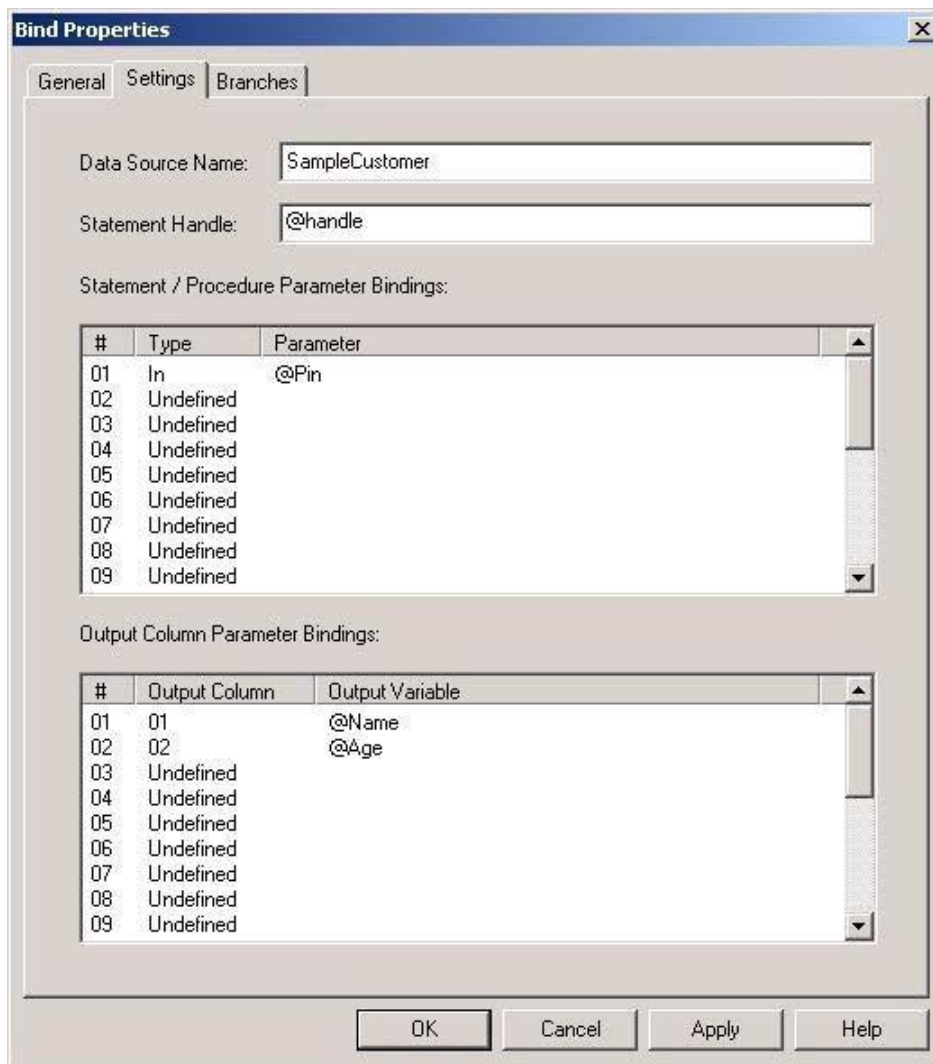 Bind Properties
General Settings Branches
Data Source Name: SampleCustomer
Statement Handle: @handle
Statement / Procedure Parameter Bindings:
# Type Parameter
01 In @Pin
02 Undefined
03 Undefined
04 Undefined
05 Undefined
06 Undefined
07 Undefined
08 Undefined
09 Undefined
Output Column Parameter Bindings:
# Output Column Output Variable
01 01 @Name
02 02 @Age
03 Undefined
04 Undefined
05 Undefined
06 Undefined
07 Undefined
08 Undefined
09 Undefined
OK Cancel Apply Help